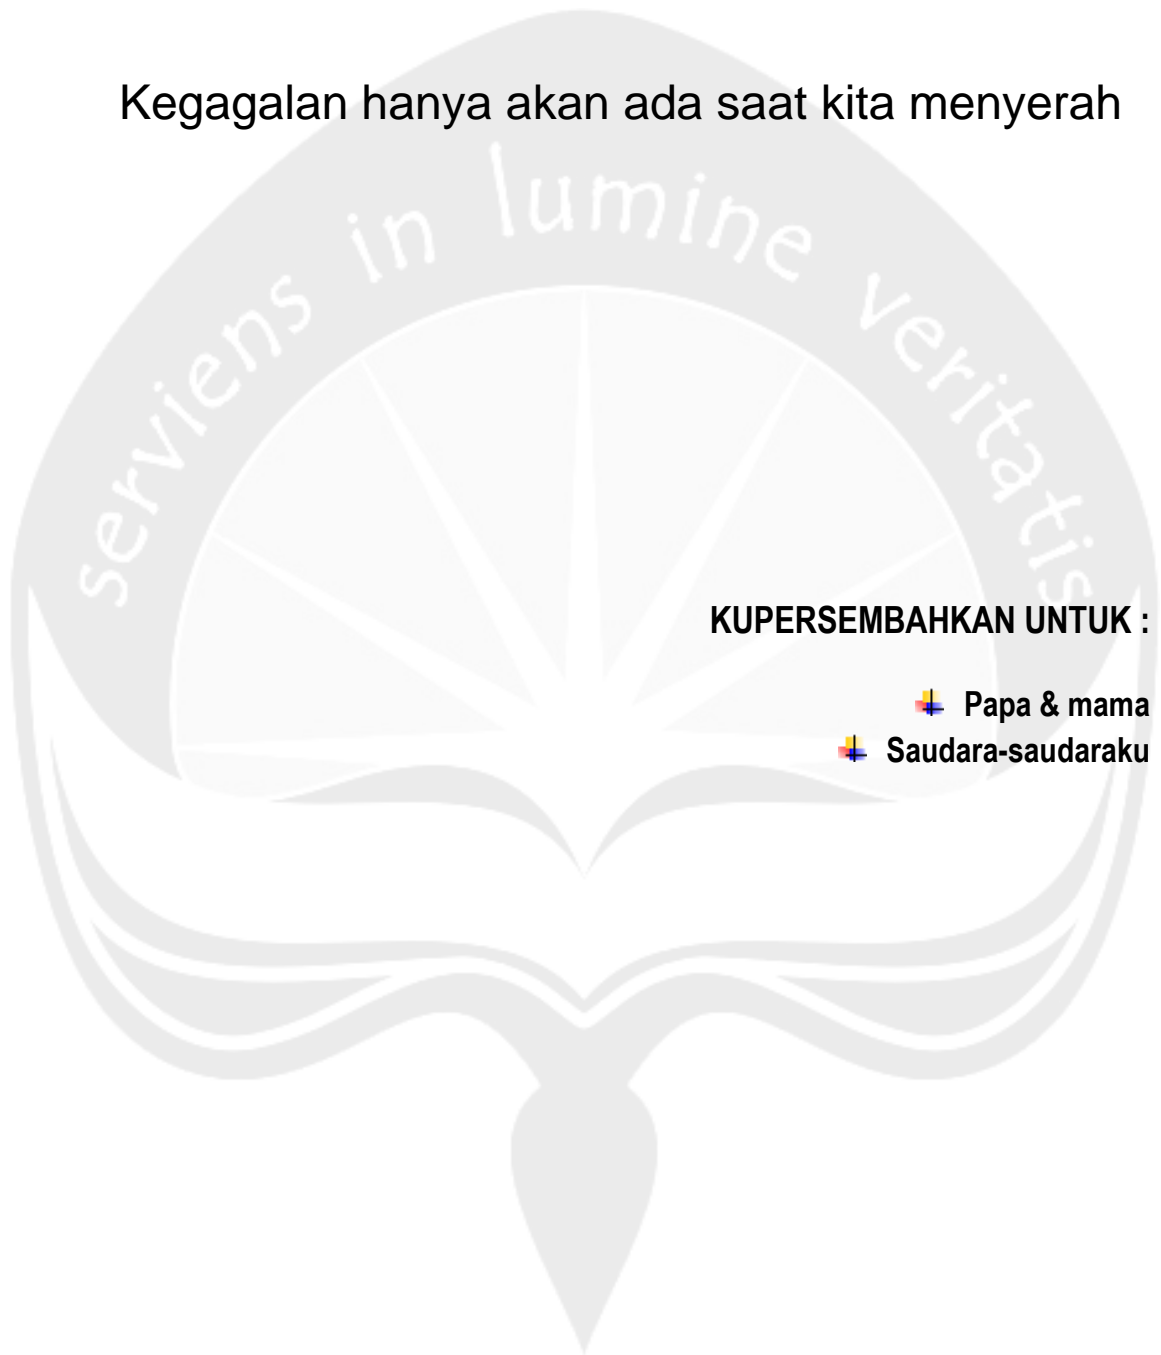 Kegagalan hanya akan ada saat kita menyerah
serviens in lumine veritatis
KUPERSEMBAHKAN UNTUK :
Papa & mama
Saudara-saudaraku